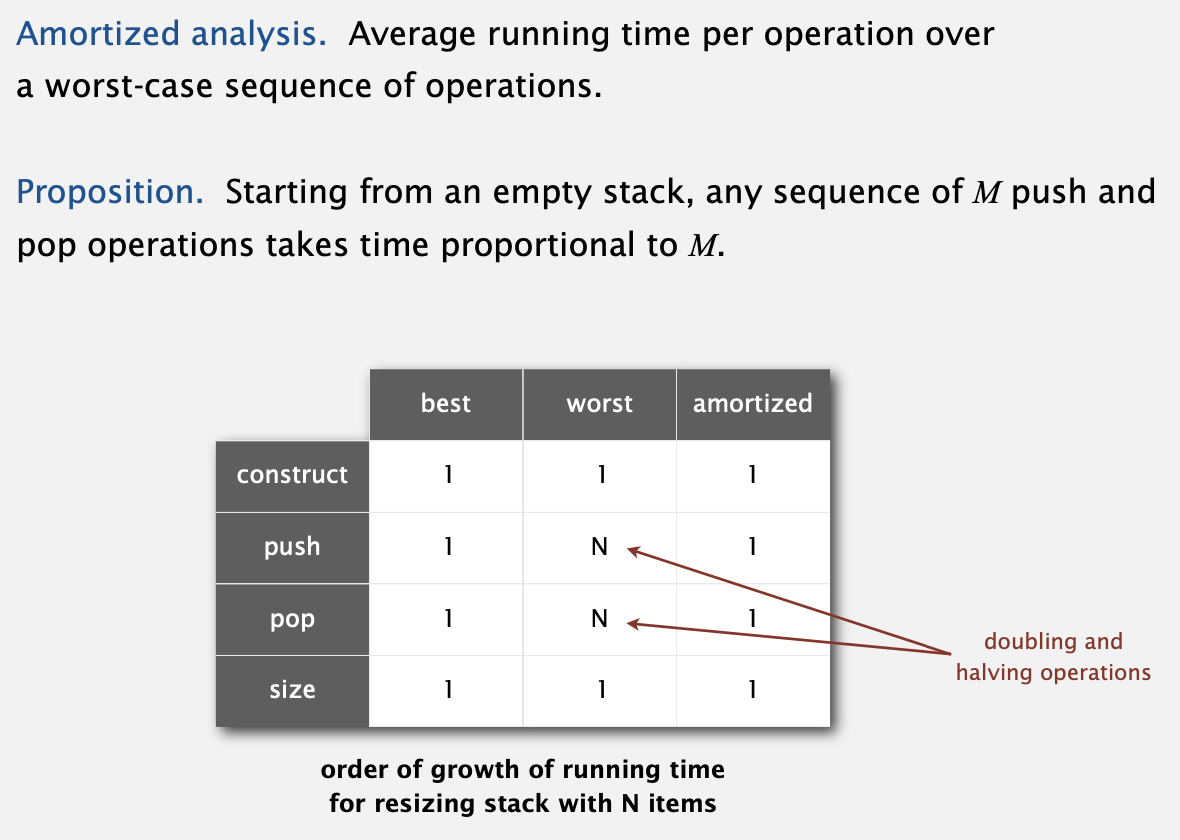 Amortized analysis. Average running time per operation over
a worst-case sequence of operations.
Proposition. Starting from an empty stack, any sequence of M push and
pop operations takes time proportional to M.
best worst amortized
construct 1 1 1
push 1 N 1
pop 1 N 1
doubling and
halving operations
size 1 1 1
order of growth of running time
for resizing stack with N items